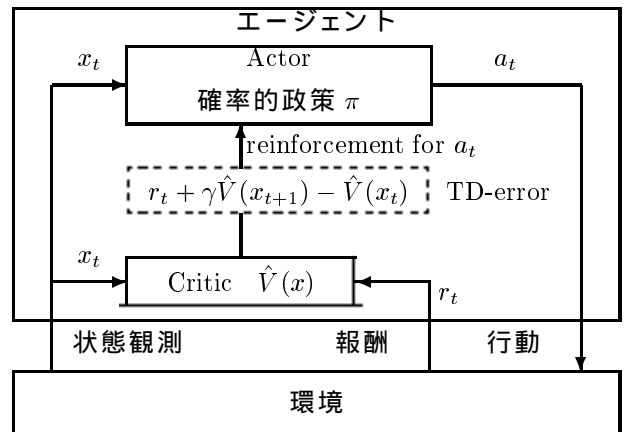 エージェント
x_t
Actor
a_t
確率的政策 π
reinforcement for a_t
r_t + γV̂(x_{t+1}) − V̂(x_t)
TD-error
x_t
Critic V̂(x)
r_t
状態観測
報酬
行動
環境